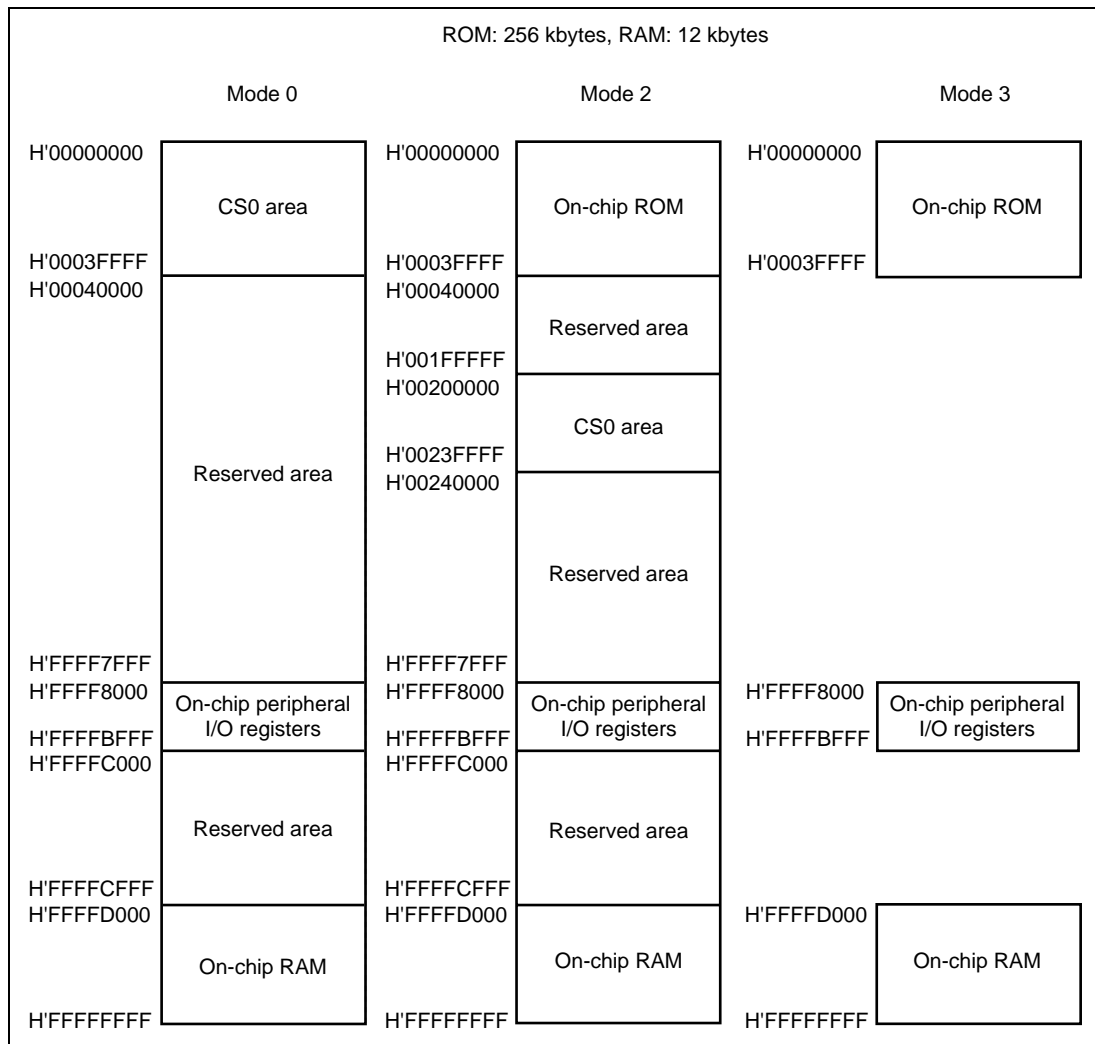 ROM: 256 kbytes, RAM: 12 kbytes
Mode 0
H'00000000
CS0 area
H'0003FFFF
H'00040000
Reserved area
H'FFFF7FFF
H'FFFF8000
On-chip peripheral
I/O registers
H'FFFFBFFF
H'FFFFC000
Reserved area
H'FFFFCFFF
H'FFFFD000
On-chip RAM
H'FFFFFFFF
Mode 2
H'00000000
On-chip ROM
H'0003FFFF
H'00040000
Reserved area
H'001FFFFF
H'00200000
CS0 area
H'0023FFFF
H'00240000
Reserved area
H'FFFF7FFF
H'FFFF8000
On-chip peripheral
I/O registers
H'FFFFBFFF
H'FFFFC000
Reserved area
H'FFFFCFFF
H'FFFFD000
On-chip RAM
H'FFFFFFFF
Mode 3
H'00000000
On-chip ROM
H'0003FFFF
H'FFFF8000
On-chip peripheral
I/O registers
H'FFFFBFFF
H'FFFFD000
On-chip RAM
H'FFFFFFFF